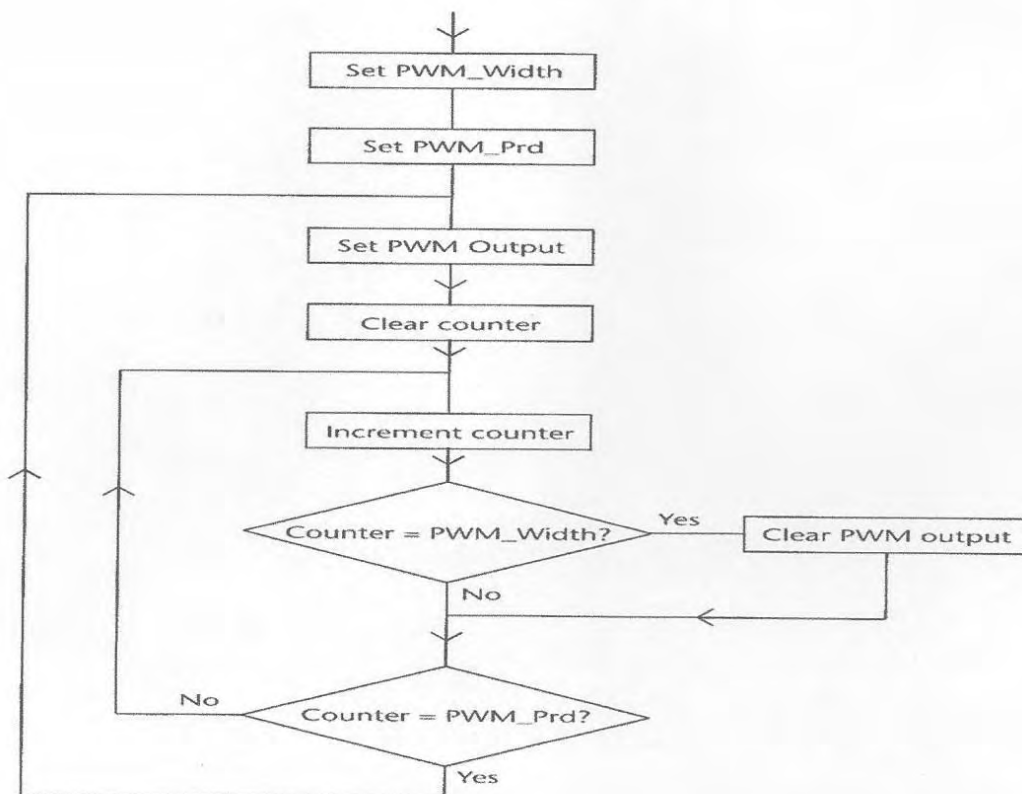 Set PWM_Width
Set PWM_Prd
Set PWM Output
Clear counter
Increment counter
Counter = PWM_Width?
Yes
Clear PWM output
No
No
Counter = PWM_Prd?
Yes